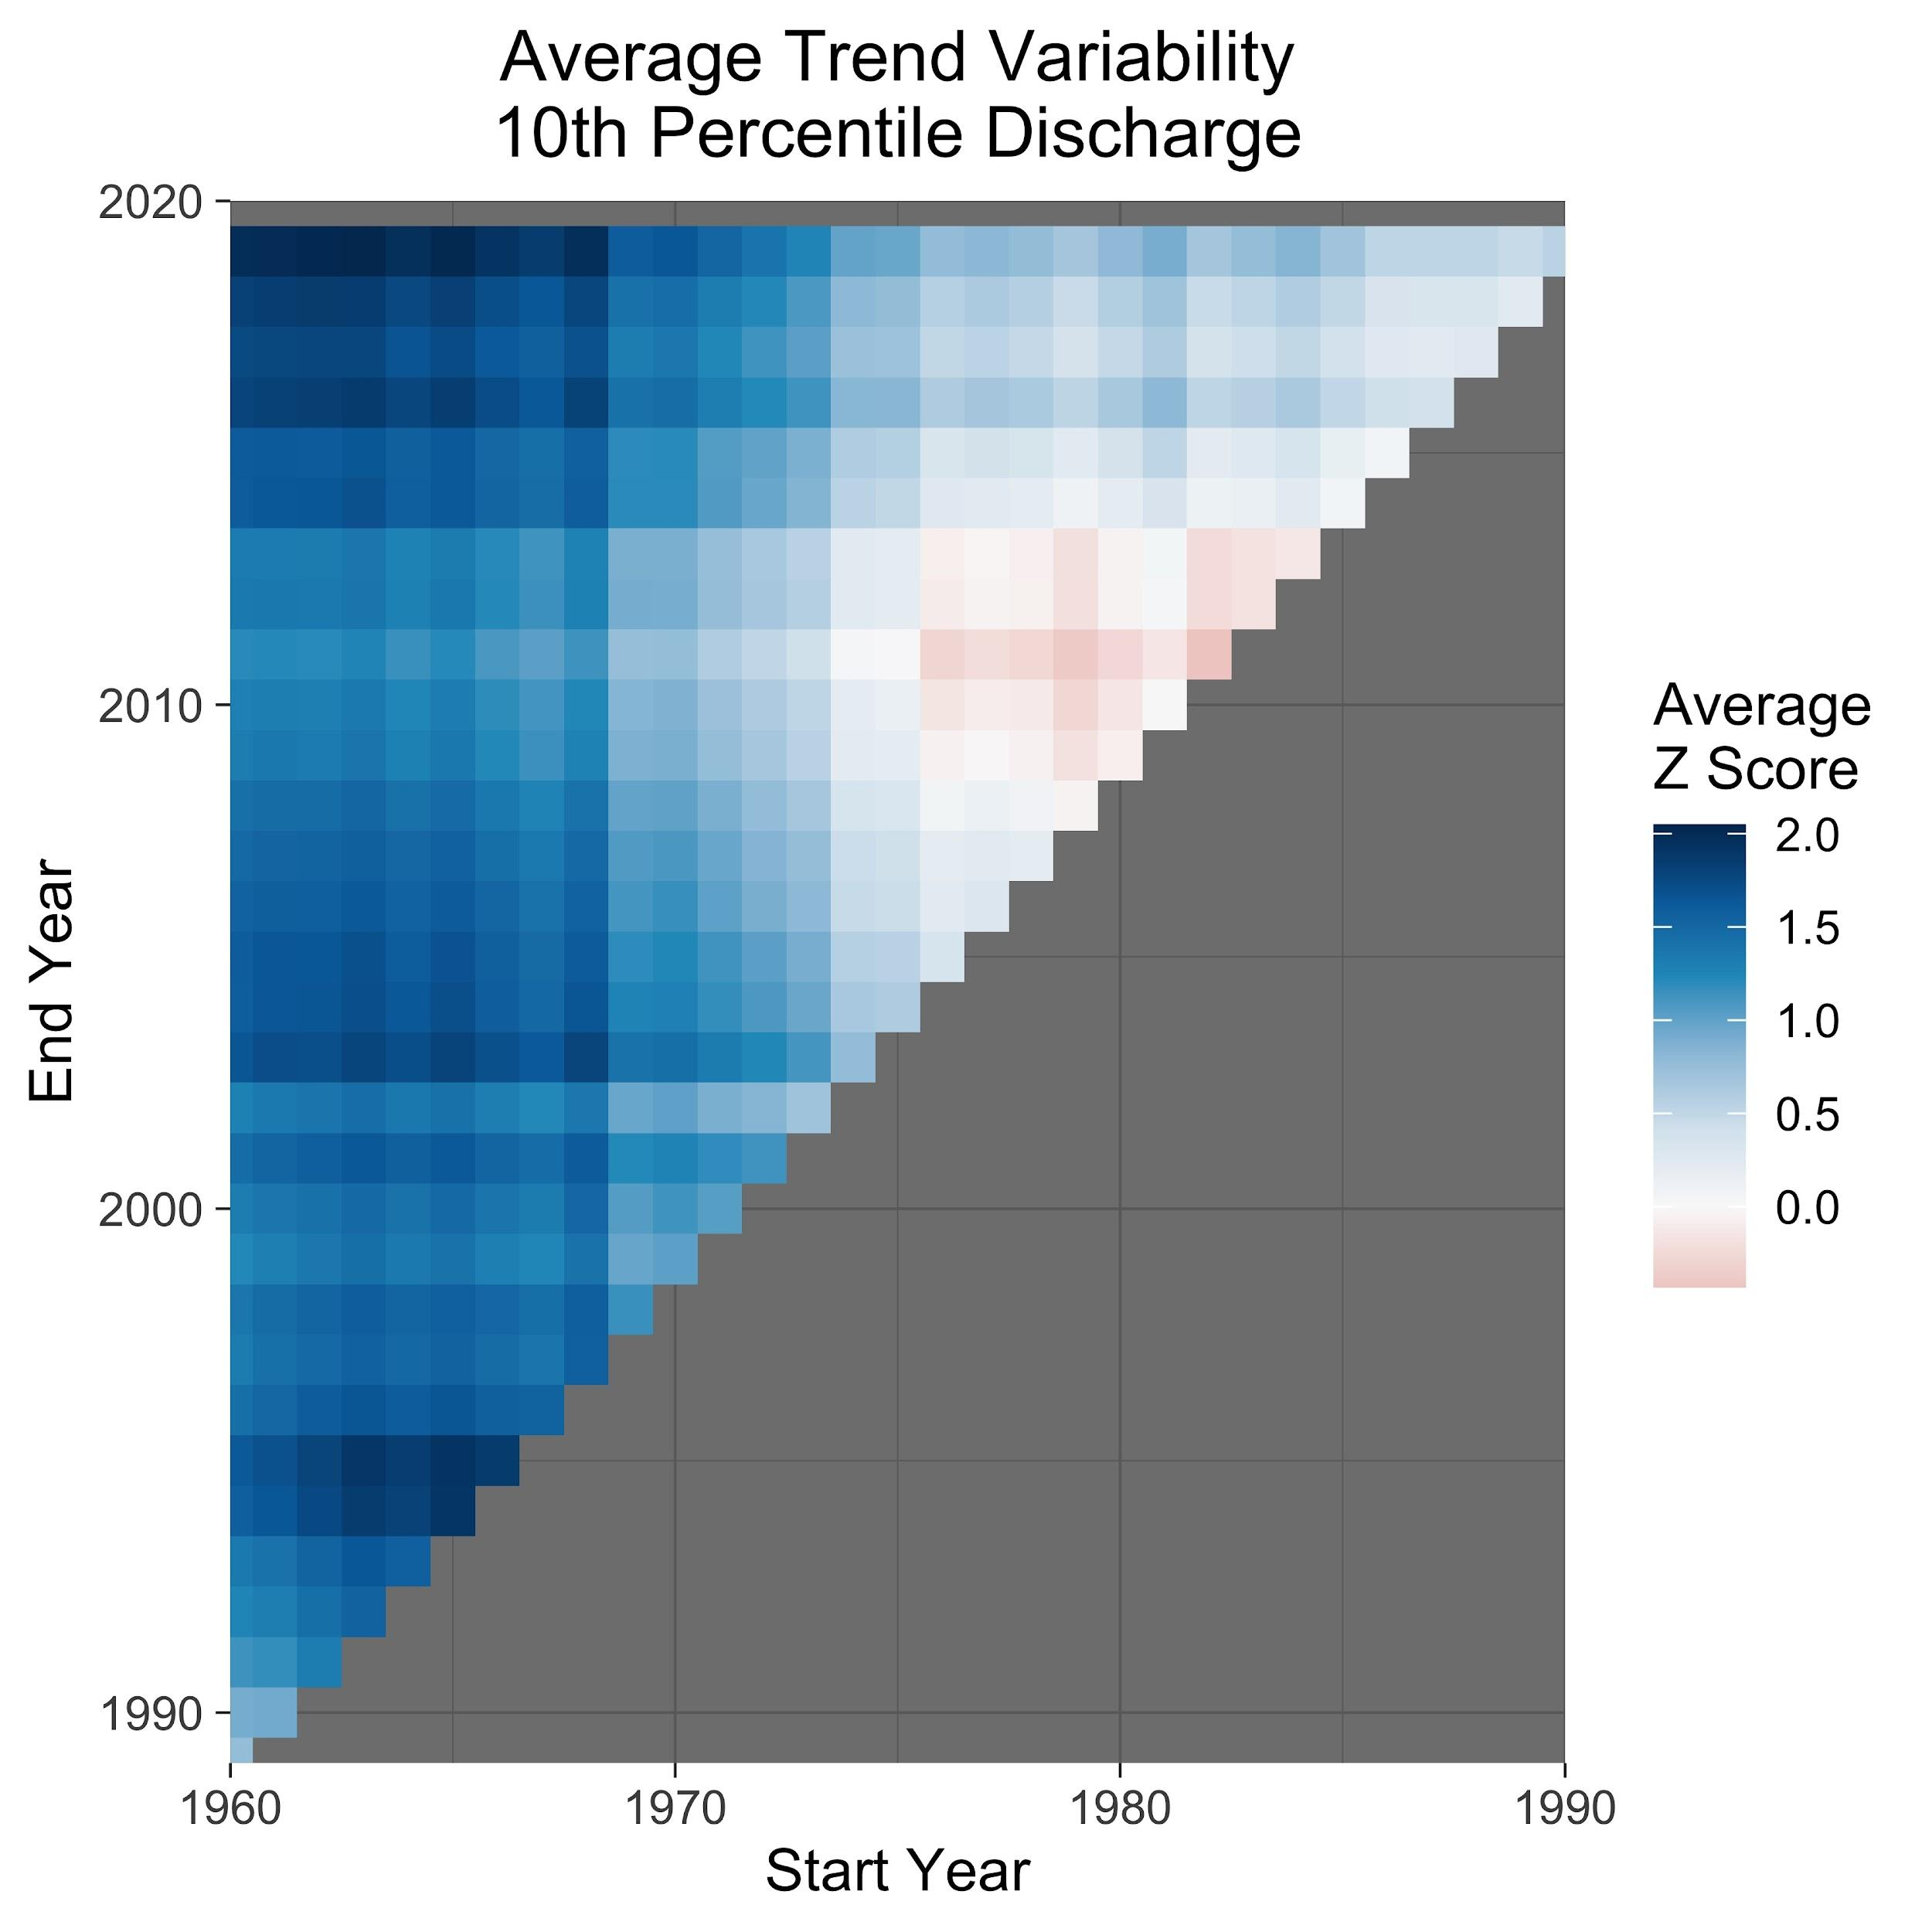 Average Trend Variability
10th Percentile Discharge
2020
2010
2000
1990
End Year
1960
1970
1980
1990
Start Year
Average
Z Score
2.0
1.5
1.0
0.5
0.0